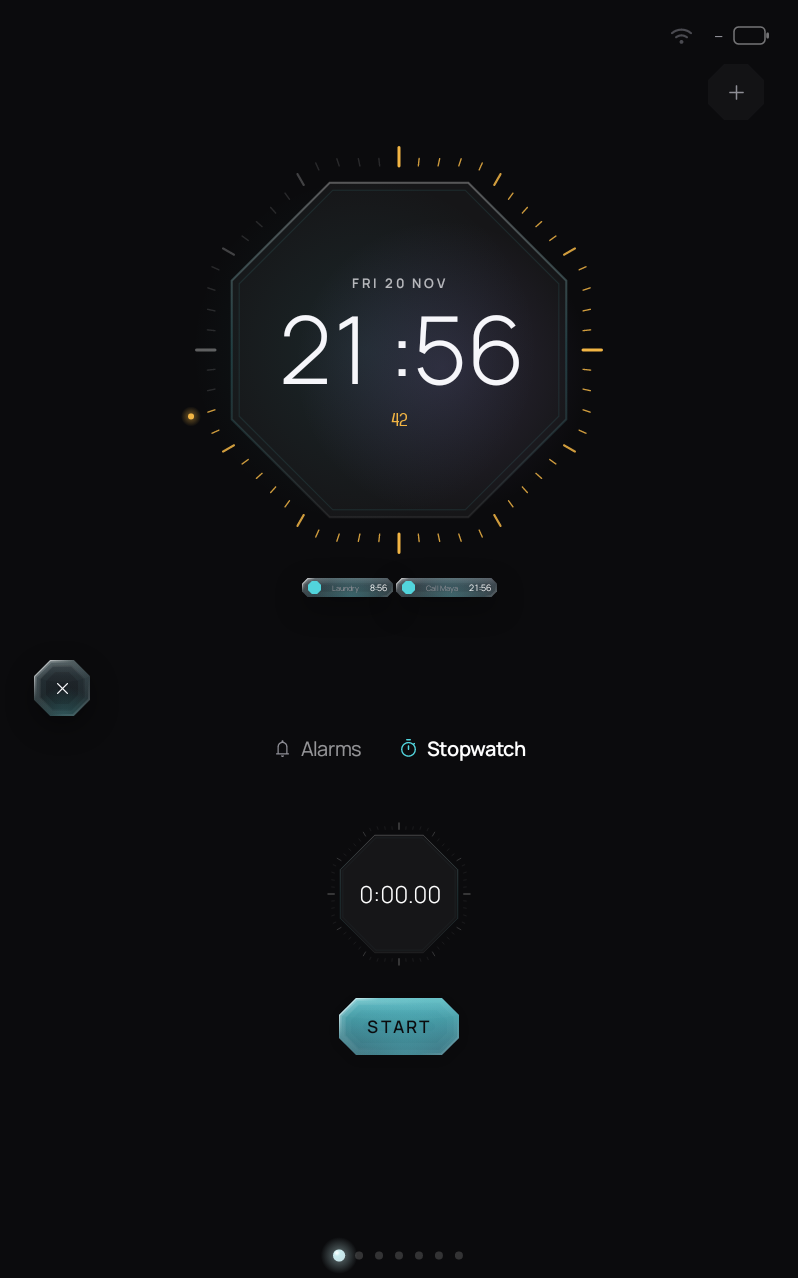 –
+
FRI 20 NOV
21:56
42
Laundry 8:56 Call Maya 21:56
Alarms Stopwatch
0:00.00
START